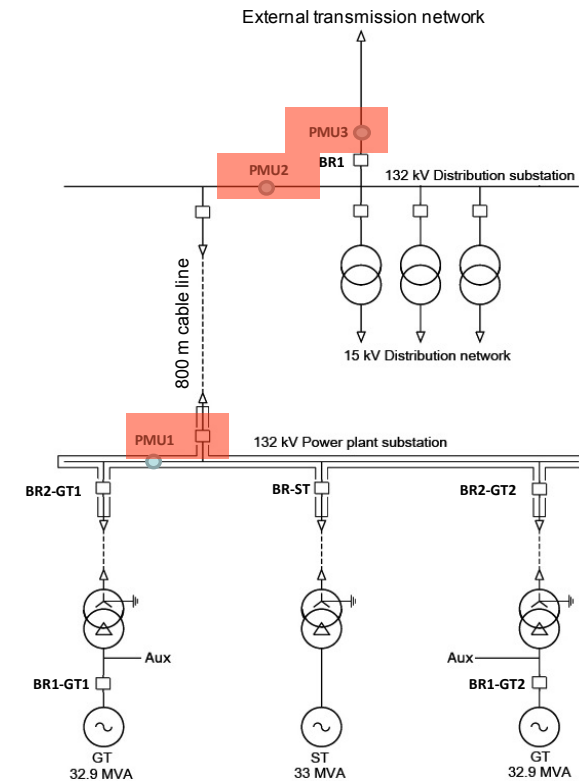 External transmission network
PMU3
BR1
PMU2
132 kV Distribution substation
800 m cable line
15 kV Distribution network
PMU1
132 kV Power plant substation
BR2-GT1
BR-ST
BR2-GT2
Aux
Aux
BR1-GT1
BR1-GT2
GT
32.9 MVA
ST
33 MVA
GT
32.9 MVA